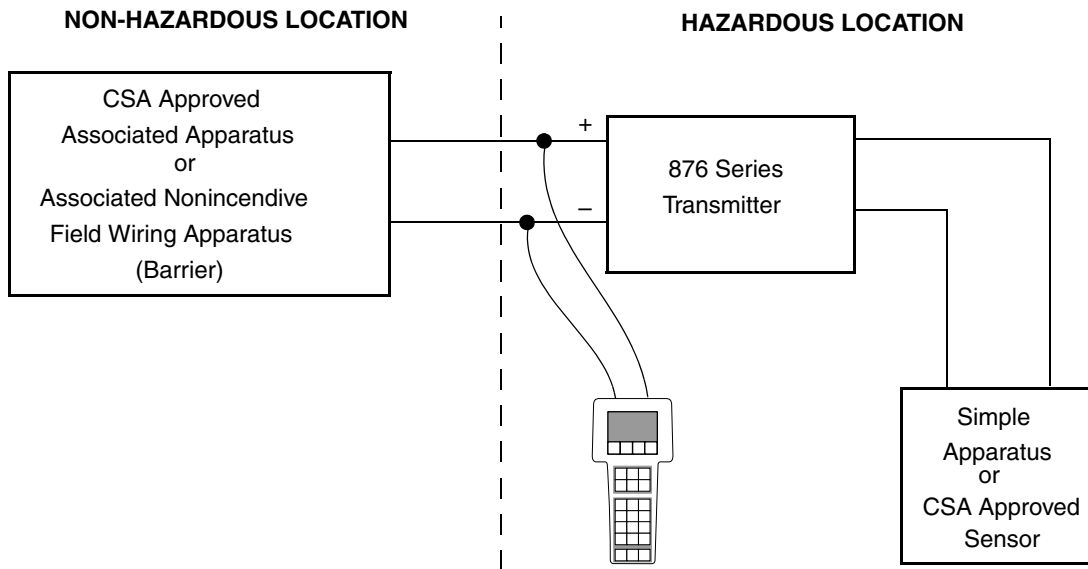 NON-HAZARDOUS LOCATION
HAZARDOUS LOCATION
CSA Approved
Associated Apparatus
or
Associated Nonincendive
Field Wiring Apparatus
(Barrier)
+
–
876 Series
Transmitter
Simple
Apparatus
or
CSA Approved
Sensor